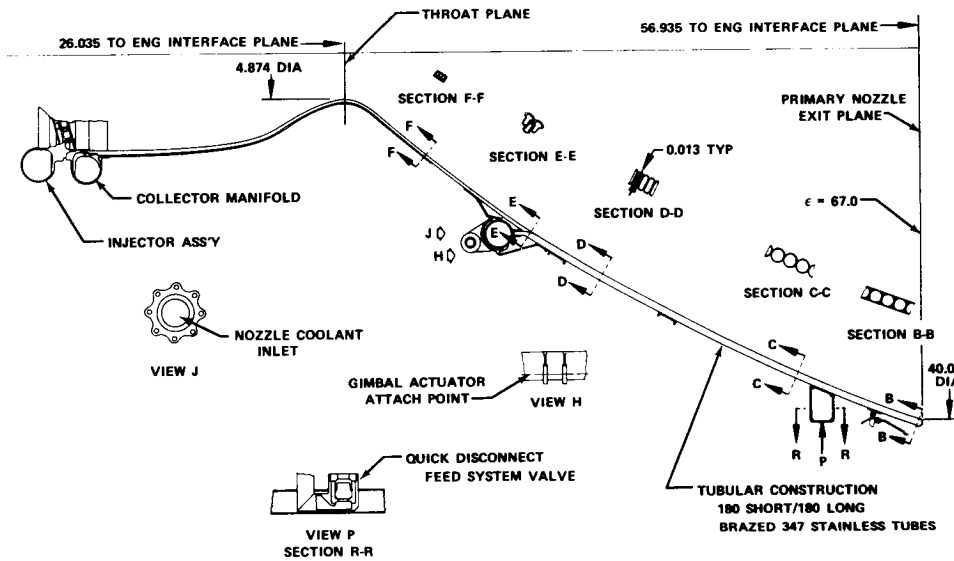 THROAT PLANE
26.035 TO ENG INTERFACE PLANE
56.935 TO ENG INTERFACE PLANE
4.874 DIA
SECTION F-F
PRIMARY NOZZLE
EXIT PLANE
F
F
SECTION E-E
0.013 TYP
SECTION D-D
ε = 67.0
COLLECTOR MANIFOLD
INJECTOR ASS'Y
E
J
E
H
D
D
SECTION C-C
SECTION B-B
NOZZLE COOLANT
INLET
VIEW J
GIMBAL ACTUATOR
ATTACH POINT
VIEW H
C
C
40.0
B
B
R
P
R
QUICK DISCONNECT
FEED SYSTEM VALVE
TUBULAR CONSTRUCTION
180 SHORT/180 LONG
BRAZED 347 STAINLESS TUBES
VIEW P
SECTION R-R